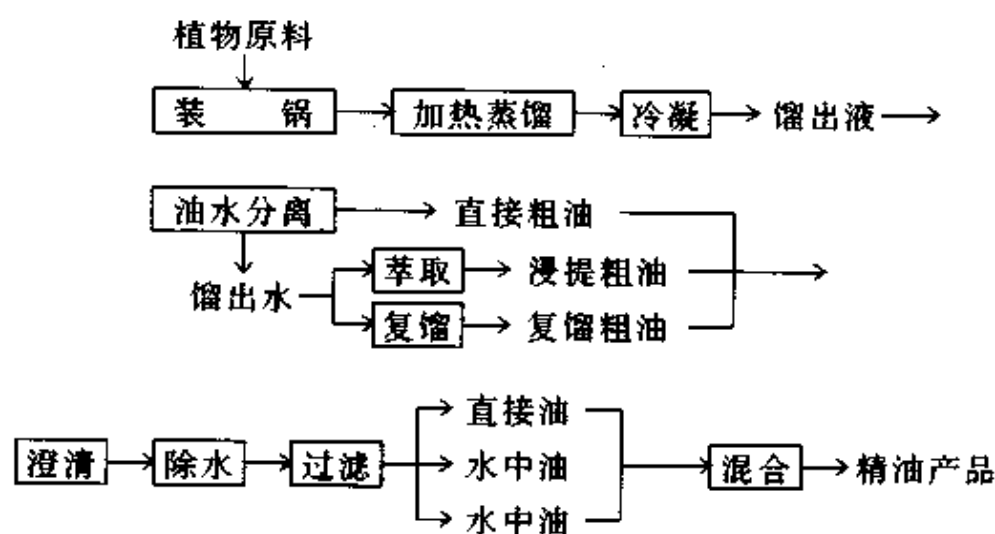 植物原料
装 锅 加热蒸馏 冷凝 馏出液
油水分离 直接粗油
馏出水 萃取 浸提粗油
复馏 复馏粗油
直接油
澄清 除水 过滤 水中油 混合 精油产品
水中油